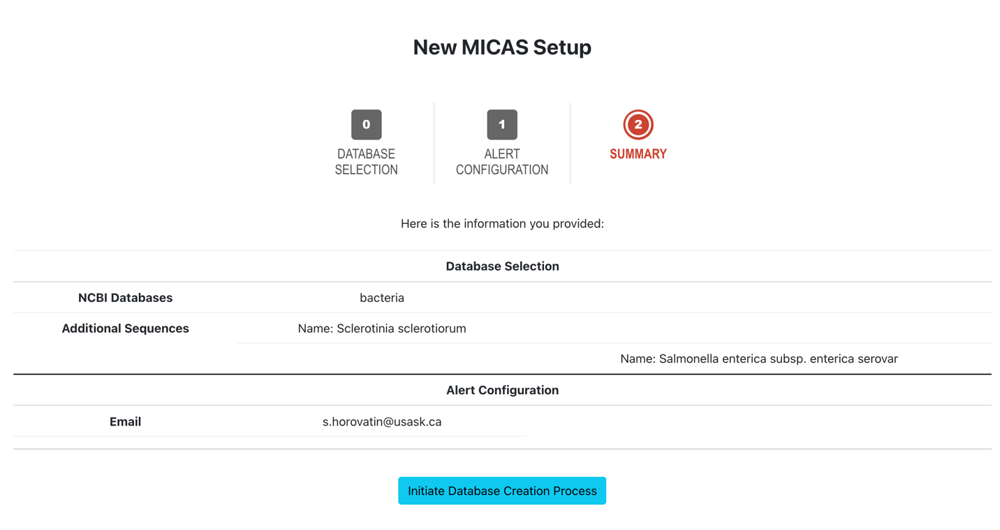 New MICAS Setup
0
DATABASE
SELECTION
1
ALERT
CONFIGURATION
2
SUMMARY
Here is the information you provided:
Database Selection
NCBI Databases bacteria
Additional Sequences Name: Sclerotinia sclerotiorum
Name: Salmonella enterica subsp. enterica serovar
Alert Configuration
Email s.horovatin@usask.ca
Initiate Database Creation Process